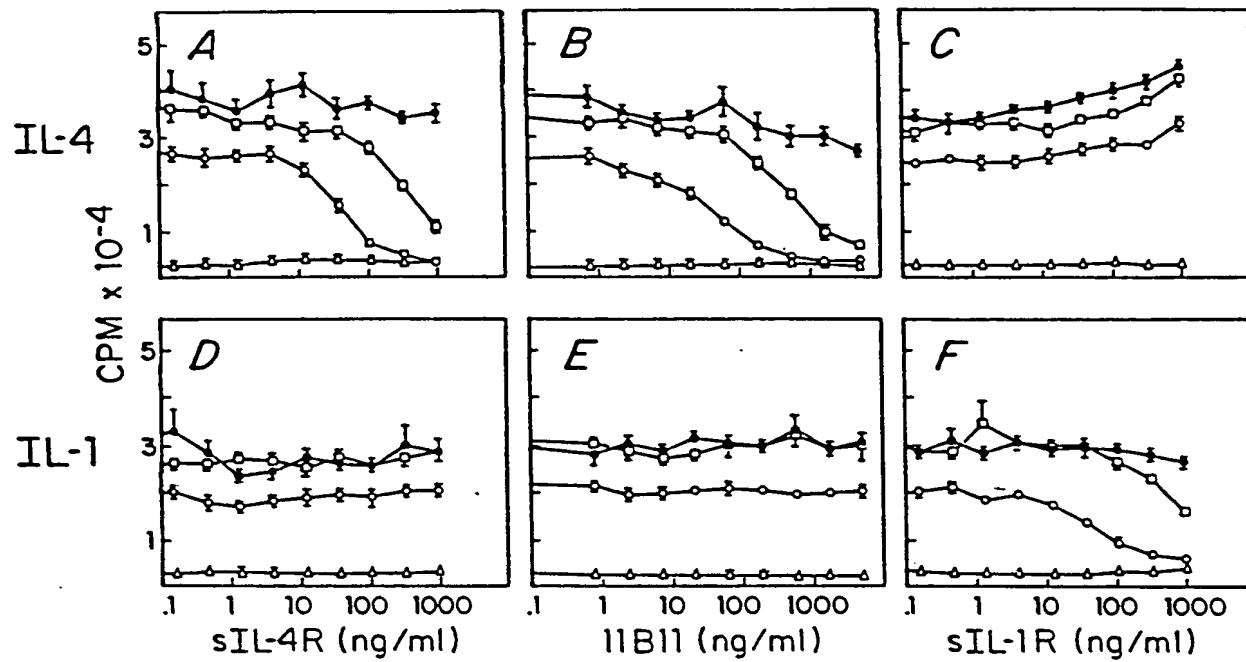 A
B
C
5
3
1
IL-4
CPM x 10-4
D
E
F
5
3
1
IL-1
.1 1 10 100 1000
.1 1 10 100 1000
.1 1 10 100 1000
sIL-4R (ng/ml)
11B11 (ng/ml)
sIL-1R (ng/ml)